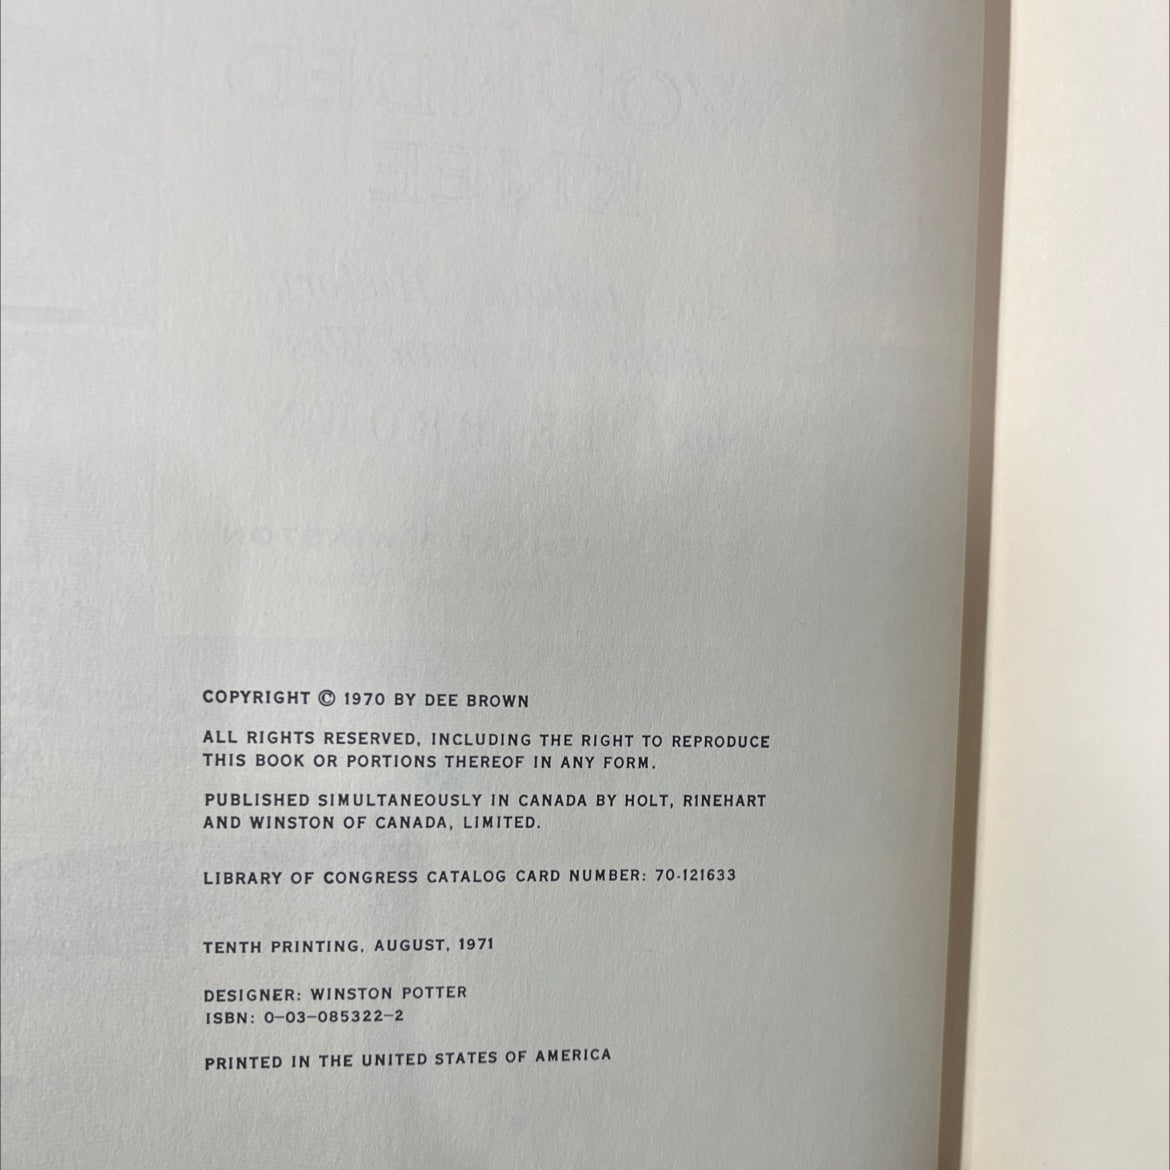 COPYRIGHT © 1970 BY DEE BROWN
ALL RIGHTS RESERVED, INCLUDING THE RIGHT TO REPRODUCE
THIS BOOK OR PORTIONS THEREOF IN ANY FORM.
PUBLISHED SIMULTANEOUSLY IN CANADA BY HOLT, RINEHART
AND WINSTON OF CANADA, LIMITED.
LIBRARY OF CONGRESS CATALOG CARD NUMBER: 70-121633
TENTH PRINTING, AUGUST, 1971
DESIGNER: WINSTON POTTER
ISBN: 0-03-085322-2
PRINTED IN THE UNITED STATES OF AMERICA